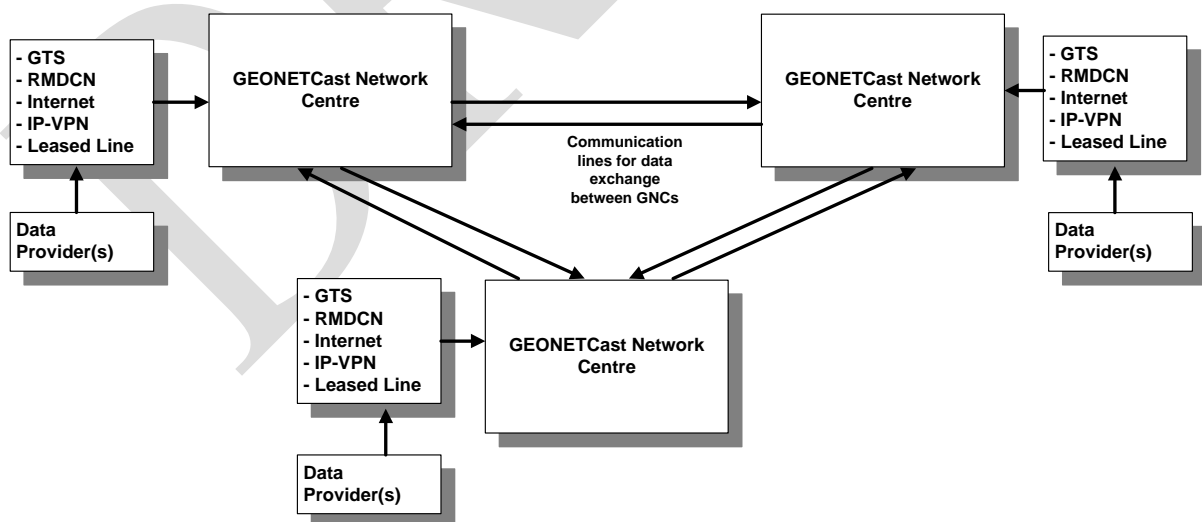 - GTS
- RMDCN
- Internet
- IP-VPN
- Leased Line
GEONETCast Network
Centre
GEONETCast Network
Centre
- GTS
- RMDCN
- Internet
- IP-VPN
- Leased Line
Communication
lines for data
exchange
between GNCs
Data
Provider(s)
Data
Provider(s)
- GTS
- RMDCN
- Internet
- IP-VPN
- Leased Line
GEONETCast Network
Centre
Data
Provider(s)